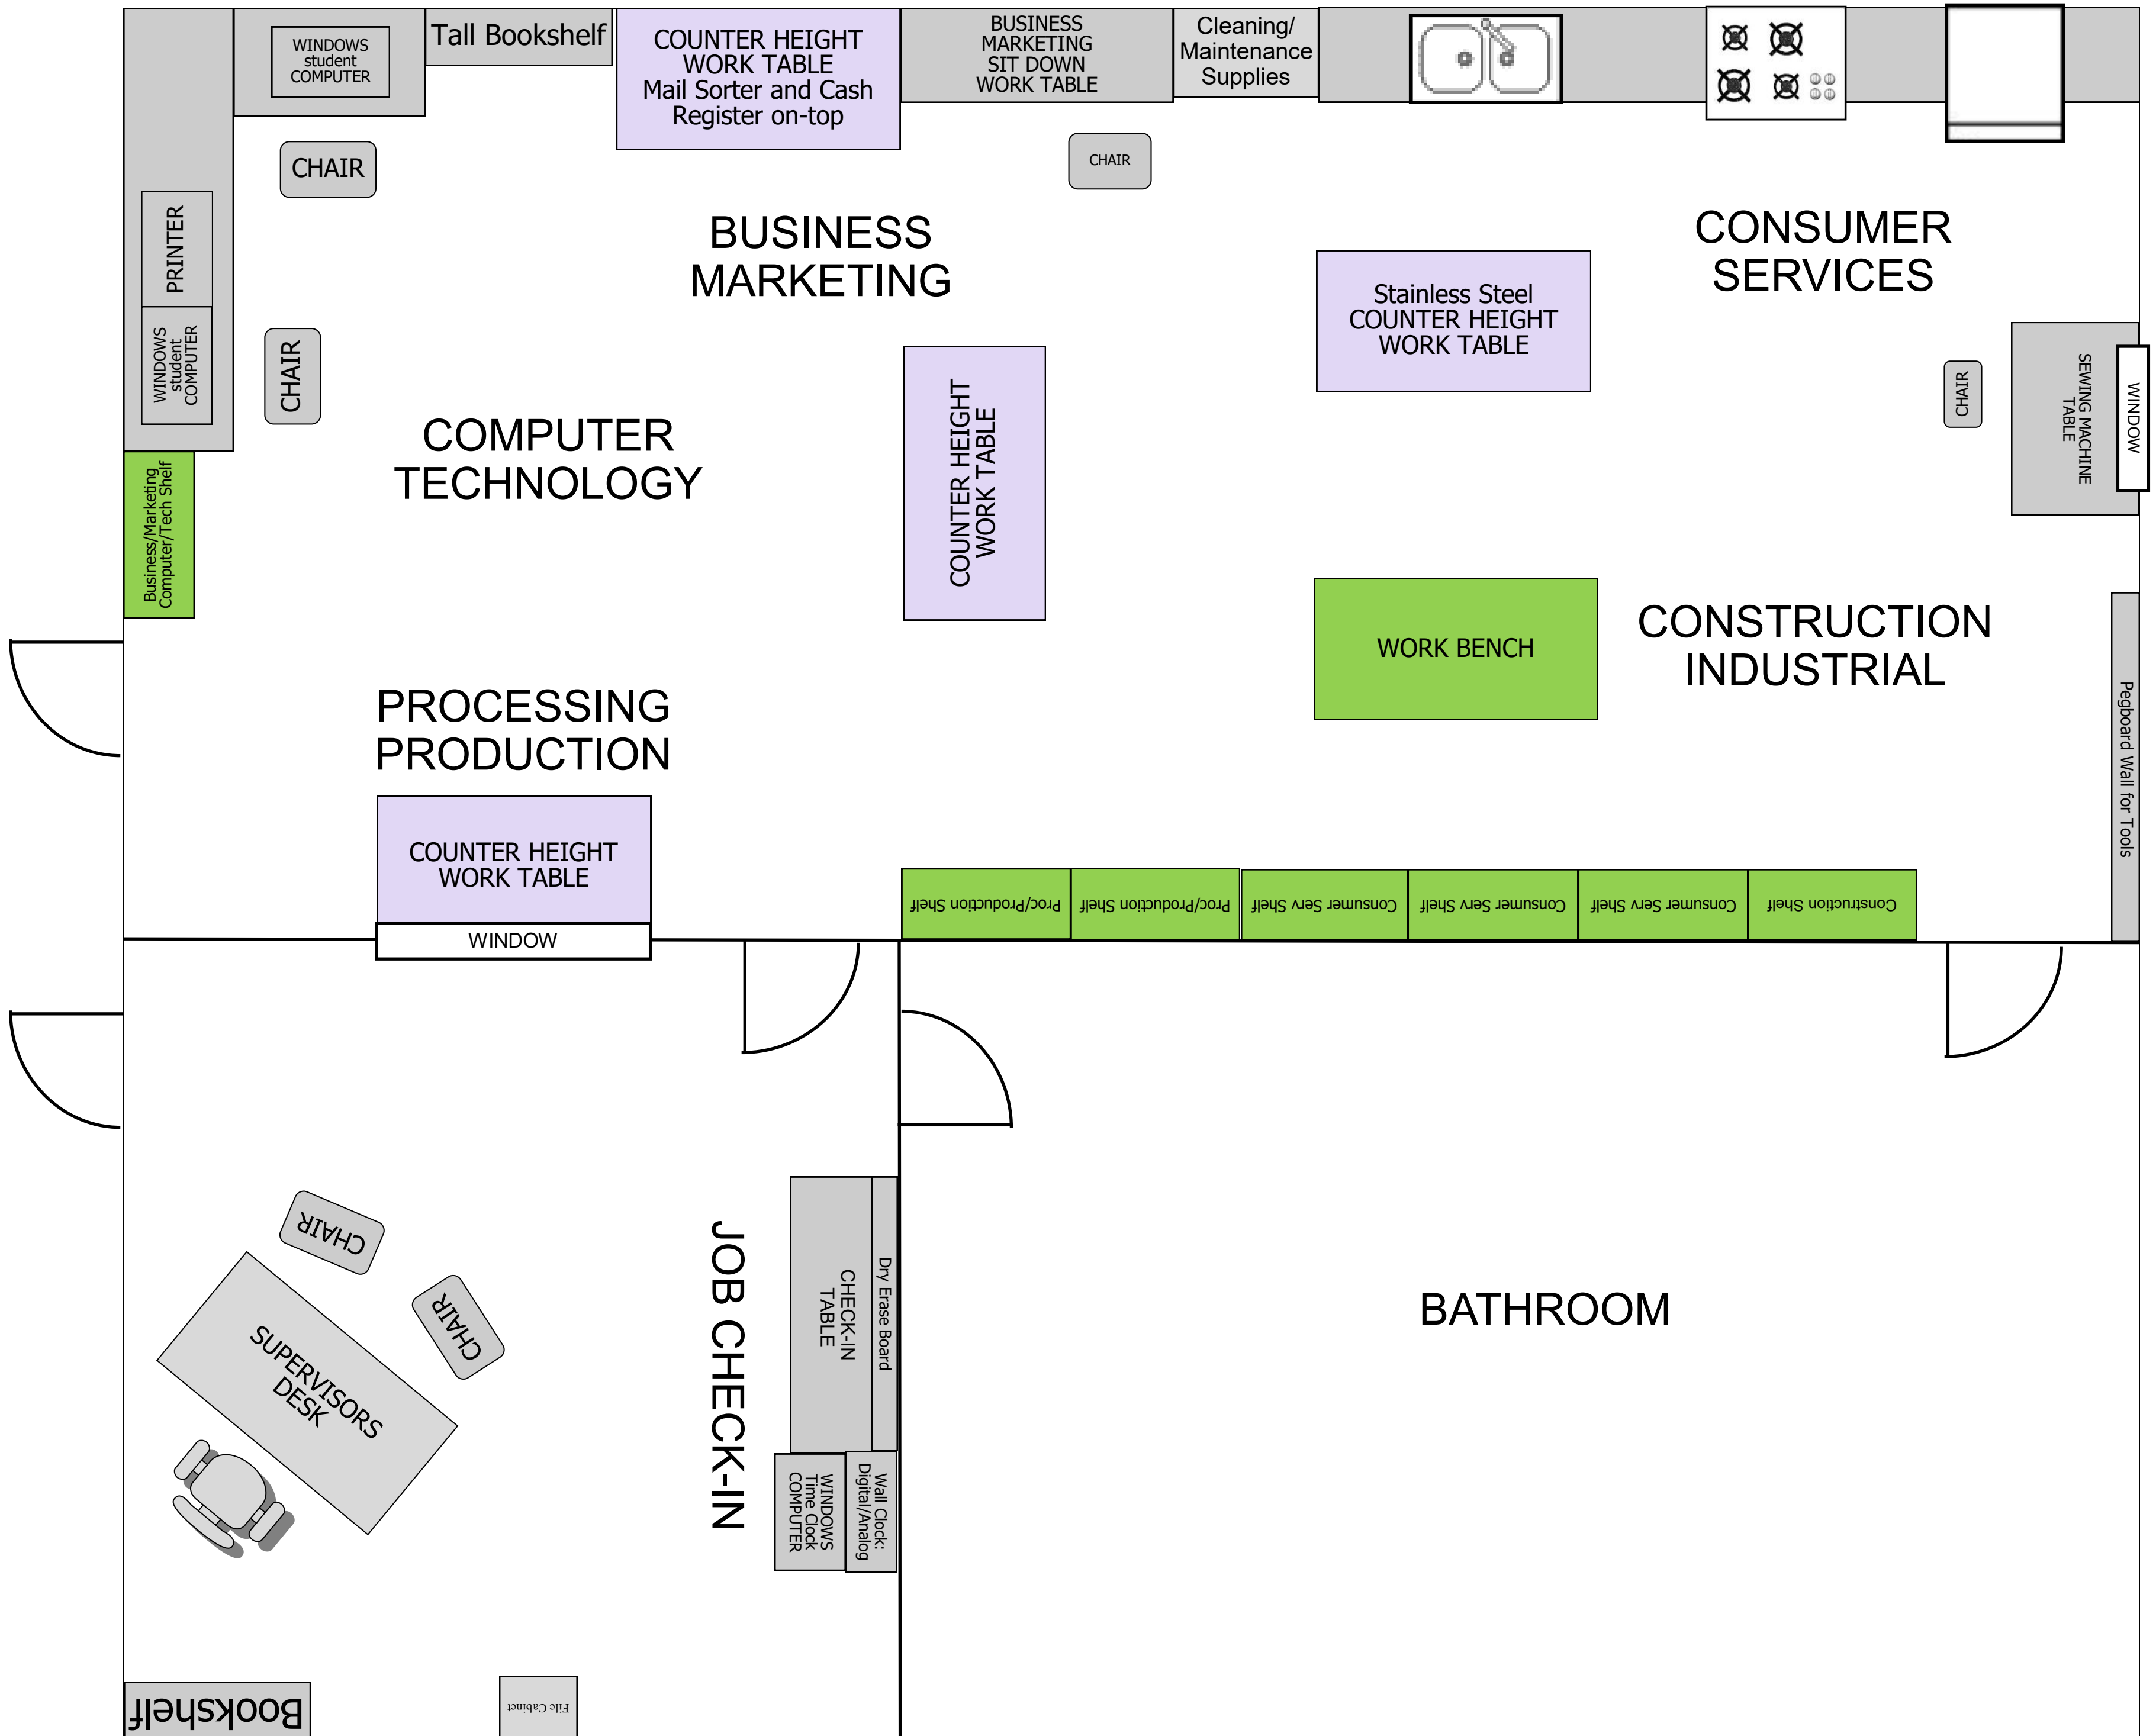 WINDOWS
student
COMPUTER
Tall Bookshelf
COUNTER HEIGHT
WORK TABLE
Mail Sorter and Cash
Register on-top
BUSINESS
MARKETING
SIT DOWN
WORK TABLE
Cleaning/
Maintenance
Supplies
CHAIR
CHAIR
PRINTER
WINDOWS
student
COMPUTER
CHAIR
BUSINESS
MARKETING
CONSUMER
SERVICES
Stainless Steel
COUNTER HEIGHT
WORK TABLE
COMPUTER
TECHNOLOGY
COUNTER HEIGHT
WORK TABLE
CHAIR
SEWING MACHINE
TABLE
WINDOW
Business/Marketing
Computer/Tech Shelf
WORK BENCH
CONSTRUCTION
INDUSTRIAL
Pegboard Wall for Tools
PROCESSING
PRODUCTION
COUNTER HEIGHT
WORK TABLE
WINDOW
Proc/Production Shelf
Proc/Production Shelf
Consumer Serv Shelf
Consumer Serv Shelf
Consumer Serv Shelf
Construction Shelf
CHAIR
CHAIR
SUPERVISORS
DESK
JOB CHECK-IN
CHECK-IN
TABLE
Dry Erase Board
WINDOWS
Time Clock
COMPUTER
Wall Clock:
Digital/Analog
BATHROOM
Bookshelf
File Cabinet